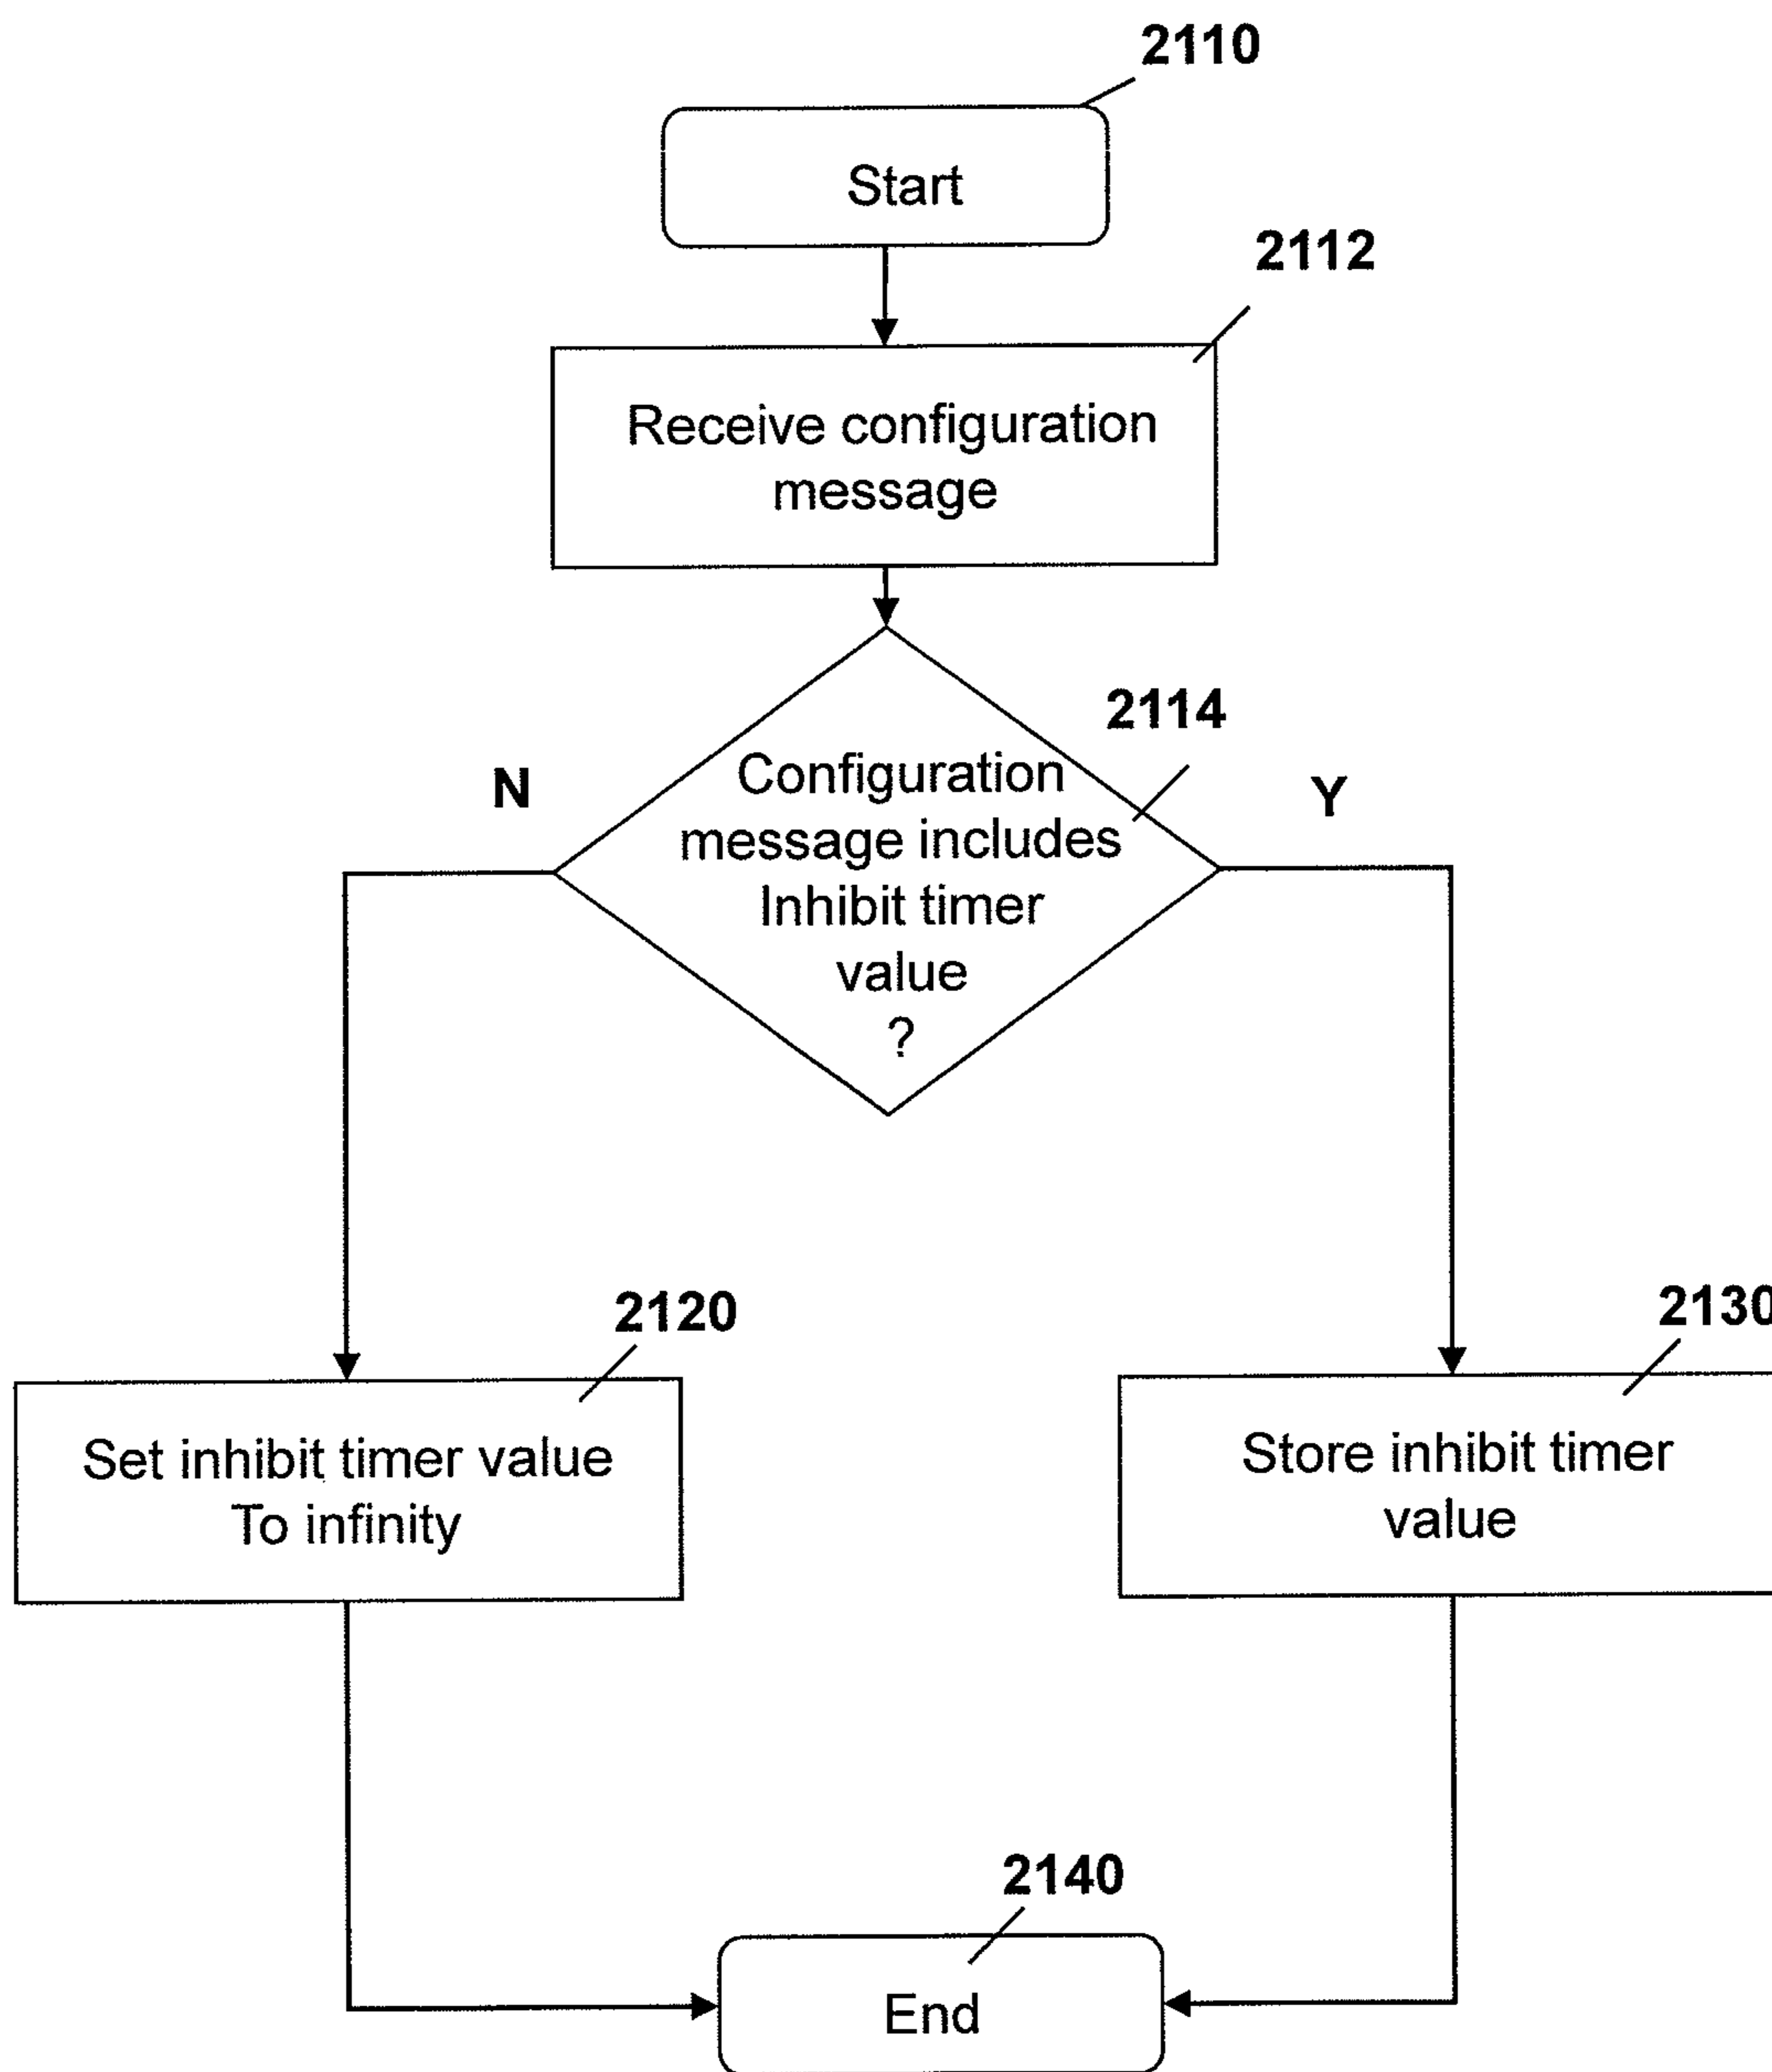 2110
Start
2112
Receive configuration
message
2114
N
Y
Configuration
message includes
Inhibit timer
value
?
2120
2130
Set inhibit timer value
To infinity
Store inhibit timer
value
2140
End